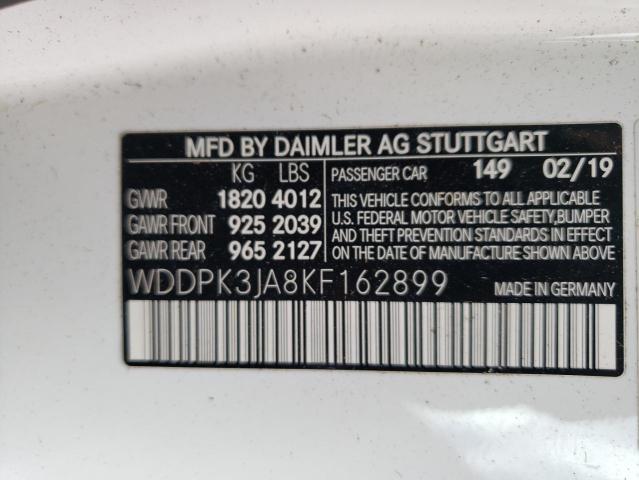 MFD BY DAIMLER AG STUTTGART
KG LBS
GVWR 1820 4012
GAWR FRONT 925 2039
GAWR REAR 965 2127
PASSENGER CAR 149 02/19
THIS VEHICLE CONFORMS TO ALL APPLICABLE
U.S. FEDERAL MOTOR VEHICLE SAFETY,BUMPER
AND THEFT PREVENTION STANDARDS IN EFFECT
ON DATE OF MANUFACTURE SHOWN ABOVE
WDDPK3JA8KF162899
MADE IN GERMANY